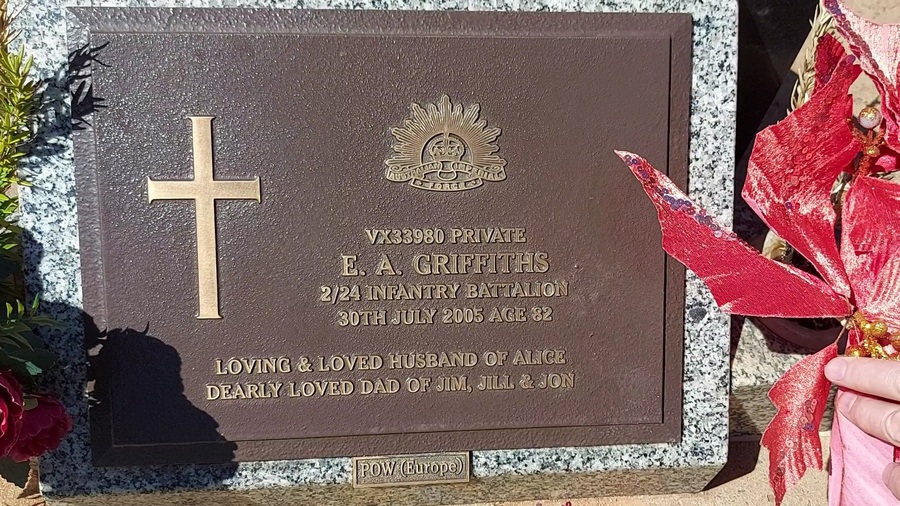 VX33980 PRIVATE
E. A. GRIFFITHS
2/24 INFANTRY BATTALION
30TH JULY 2005 AGE 82
LOVING & LOVED HUSBAND OF ALICE
DEARLY LOVED DAD OF JIM, JILL & JON
POW (Europe)